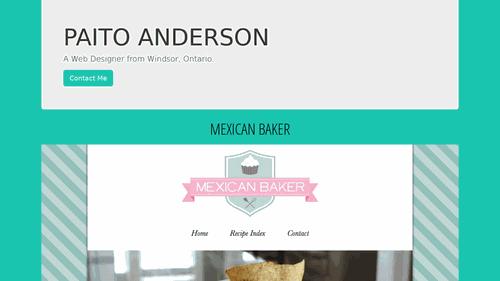 PAITO ANDERSON
A Web Designer from Windsor, Ontario.
Contact Me
MEXICAN BAKER
MEXICAN BAKER
Home Recipe Index Contact